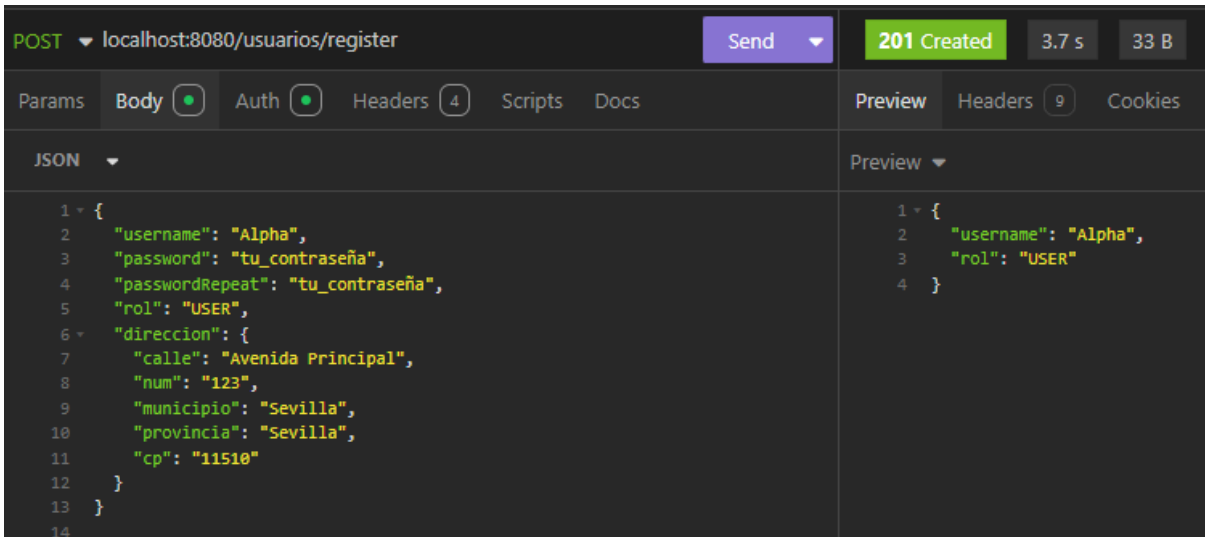 POST localhost:8080/usuarios/register Send 201 Created 3.7 s 33 B
Params Body Auth Headers 4 Scripts Docs Preview Headers 9 Cookies
JSON Preview
1 {
2 "username": "Alpha",
3 "password": "tu_contraseña",
4 "passwordRepeat": "tu_contraseña",
5 "rol": "USER",
6 "direccion": {
7 "calle": "Avenida Principal",
8 "num": "123",
9 "municipio": "Sevilla",
10 "provincia": "Sevilla",
11 "cp": "11510"
12 }
13 }
14
1 {
2 "username": "Alpha",
3 "rol": "USER"
4 }